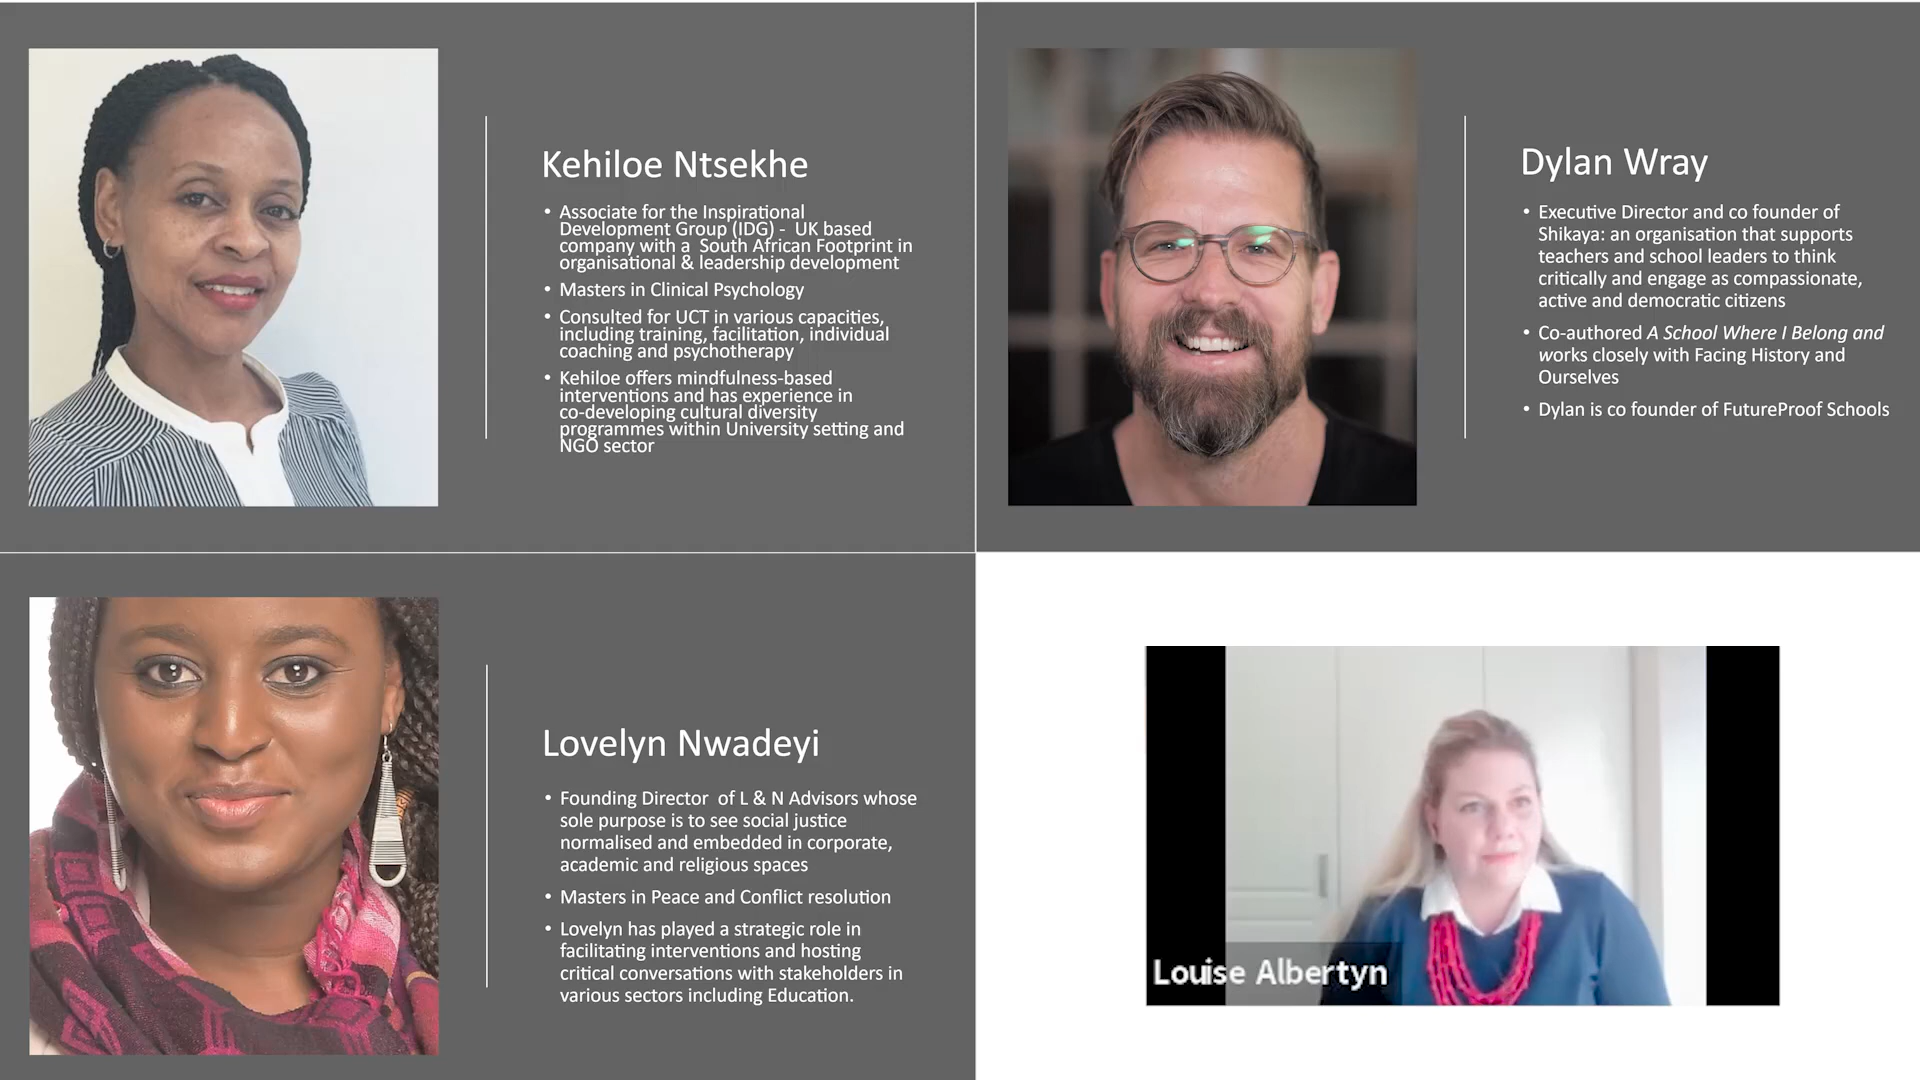 Kehiloe Ntsekhe
• Associate for the Inspirational
Development Group (IDG) - UK based
company with a South African Footprint in
organisational & leadership development
• Masters in Clinical Psychology
• Consulted for UCT in various capacities,
including training, facilitation, individual
coaching and psychotherapy
• Kehiloe offers mindfulness-based
interventions and has experience in
co-developing cultural diversity
programmes within University setting and
NGO sector
Dylan Wray
• Executive Director and co founder of
Shikaya: an organisation that supports
teachers and school leaders to think
critically and engage as compassionate,
active and democratic citizens
• Co-authored A School Where I Belong and
works closely with Facing History and
Ourselves
• Dylan is co founder of FutureProof Schools
Lovelyn Nwadeyi
• Founding Director of L & N Advisors whose
sole purpose is to see social justice
normalised and embedded in corporate,
academic and religious spaces
• Masters in Peace and Conflict resolution
• Lovelyn has played a strategic role in
facilitating interventions and hosting
critical conversations with stakeholders in
various sectors including Education.
Louise Albertyn